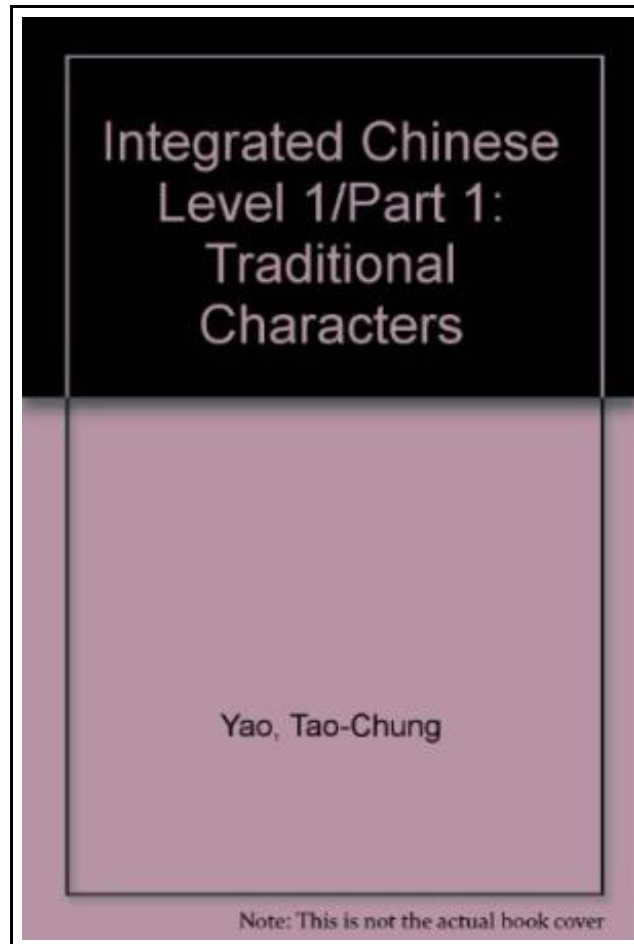 Integrated Chinese
Level 1/Part 1:
Traditional
Characters
Yao, Tao-Chung
Note: This is not the actual book cover